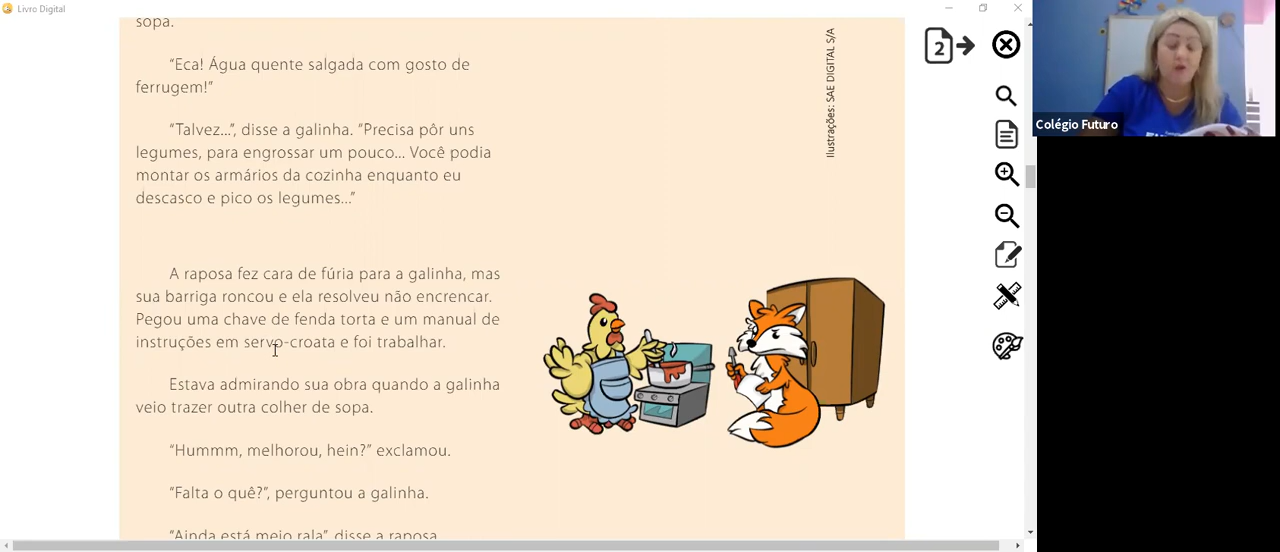 Livro Digital
sopa.
“Eca! Água quente salgada com gosto de
ferrugem!”
“Talvez...”, disse a galinha. “Precisa pôr uns
legumes, para engrossar um pouco... Você podia
montar os armários da cozinha enquanto eu
descasco e pico os legumes...”
A raposa fez cara de fúria para a galinha, mas
sua barriga roncou e ela resolveu não encrencar.
Pegou uma chave de fenda torta e um manual de
instruções em servo-croata e foi trabalhar.
Estava admirando sua obra quando a galinha
veio trazer outra colher de sopa.
“Hummm, melhorou, hein?” exclamou.
“Falta o quê?”, perguntou a galinha.
“Ainda está meio rala”, disse a raposa
Ilustrações: SAE DIGITAL S/A
2
Colégio Futuro